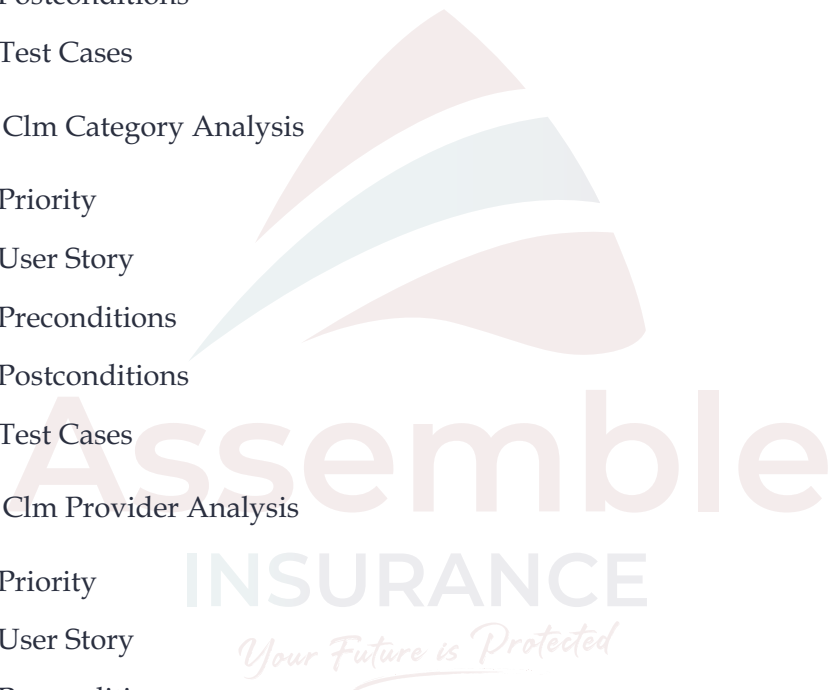 Postconditions
Test Cases
Clm Category Analysis
Priority
User Story
Preconditions
Postconditions
Test Cases
Assemble
Clm Provider Analysis
Priority
INSURANCE
User Story
Your Future is Protected